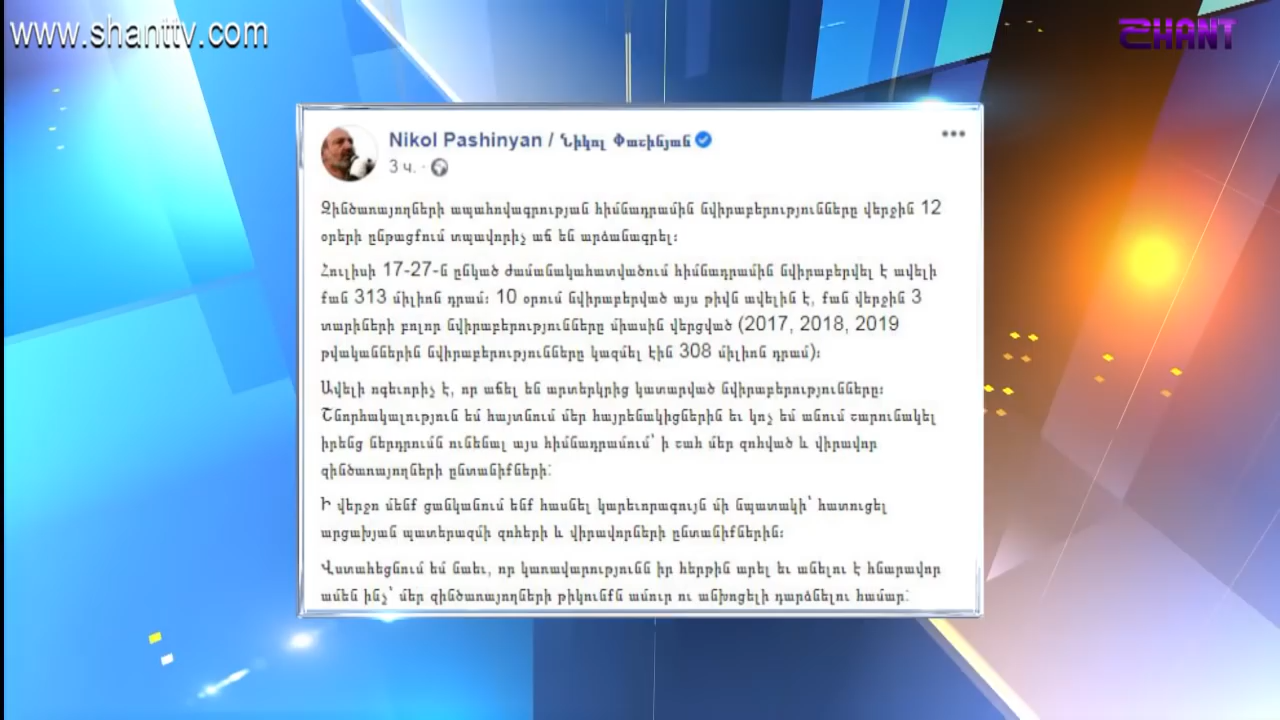 www.shanttv.com
SHANT
Nikol Pashinyan / Նիկոլ Փաշինյան
3 ч. ·
Զինծառայողների ապահովագրության հիմնադրամին նվիրաբերությունները վերջին 12
օրերի ընթացքում տպավորիչ աճ են արձանագրել։
Հուլիսի 17-27-ն ընկած ժամանակահատվածում հիմնադրամին նվիրաբերվել է ավելի
քան 313 միլիոն դրամ։ 10 օրում նվիրաբերված այս թիվն ավելին է, քան վերջին 3
տարիների բոլոր նվիրաբերությունները միասին վերցված (2017, 2018, 2019
թվականներին նվիրաբերությունները կազմել էին 308 միլիոն դրամ)։
Ավելի ոգեւորիչ է, որ աճել են արտերկրից կատարված նվիրաբերությունները։
Շնորհակալություն եմ հայտնում մեր հայրենակիցներին եւ կոչ եմ անում շարունակել
իրենց ներդրումն ունենալ այս հիմնադրամում՝ ի շահ մեր զոհված և վիրավոր
զինծառայողների ընտանիքների։
Ի վերջո մենք ցանկանում ենք հասնել կարեւորագույն մի նպատակի՝ հատուցել
արցախյան պատերազմի զոհերի և վիրավորների ընտանիքներին։
Վստահեցնում եմ նաեւ, որ կառավարությունն իր հերթին արել եւ անելու է հնարավոր
ամեն ինչ՝ մեր զինծառայողների թիկունքն ամուր ու անխոցելի դարձնելու համար։